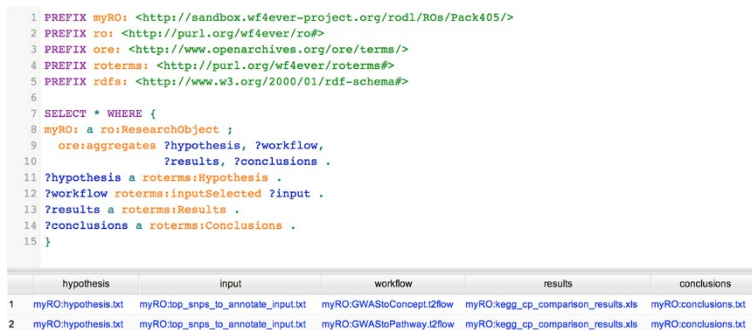 1 PREFIX myRO: <http://sandbox.wf4ever-project.org/rodl/ROs/Pack405/>
2 PREFIX ro: <http://purl.org/wf4ever/ro#>
3 PREFIX ore: <http://www.openarchives.org/ore/terms/>
4 PREFIX roterms: <http://purl.org/wf4ever/roterms#>
5 PREFIX rdfs: <http://www.w3.org/2000/01/rdf-schema#>
6
7 SELECT * WHERE {
8 myRO: a ro:ResearchObject ;
9 ore:aggregates ?hypothesis, ?workflow,
10 ?results, ?conclusions .
11 ?hypothesis a roterms:Hypothesis .
12 ?workflow roterms:inputSelected ?input .
13 ?results a roterms:Results .
14 ?conclusions a roterms:Conclusions .
15 }
hypothesis input workflow results conclusions
1 myRO:hypothesis.txt myRO:top_snps_to_annotate_input.txt myRO:GWAStoConcept.t2flow myRO:kegg_cp_comparison_results.xls myRO:conclusions.txt
2 myRO:hypothesis.txt myRO:top_snps_to_annotate_input.txt myRO:GWAStoPathway.t2flow myRO:kegg_cp_comparison_results.xls myRO:conclusions.txt